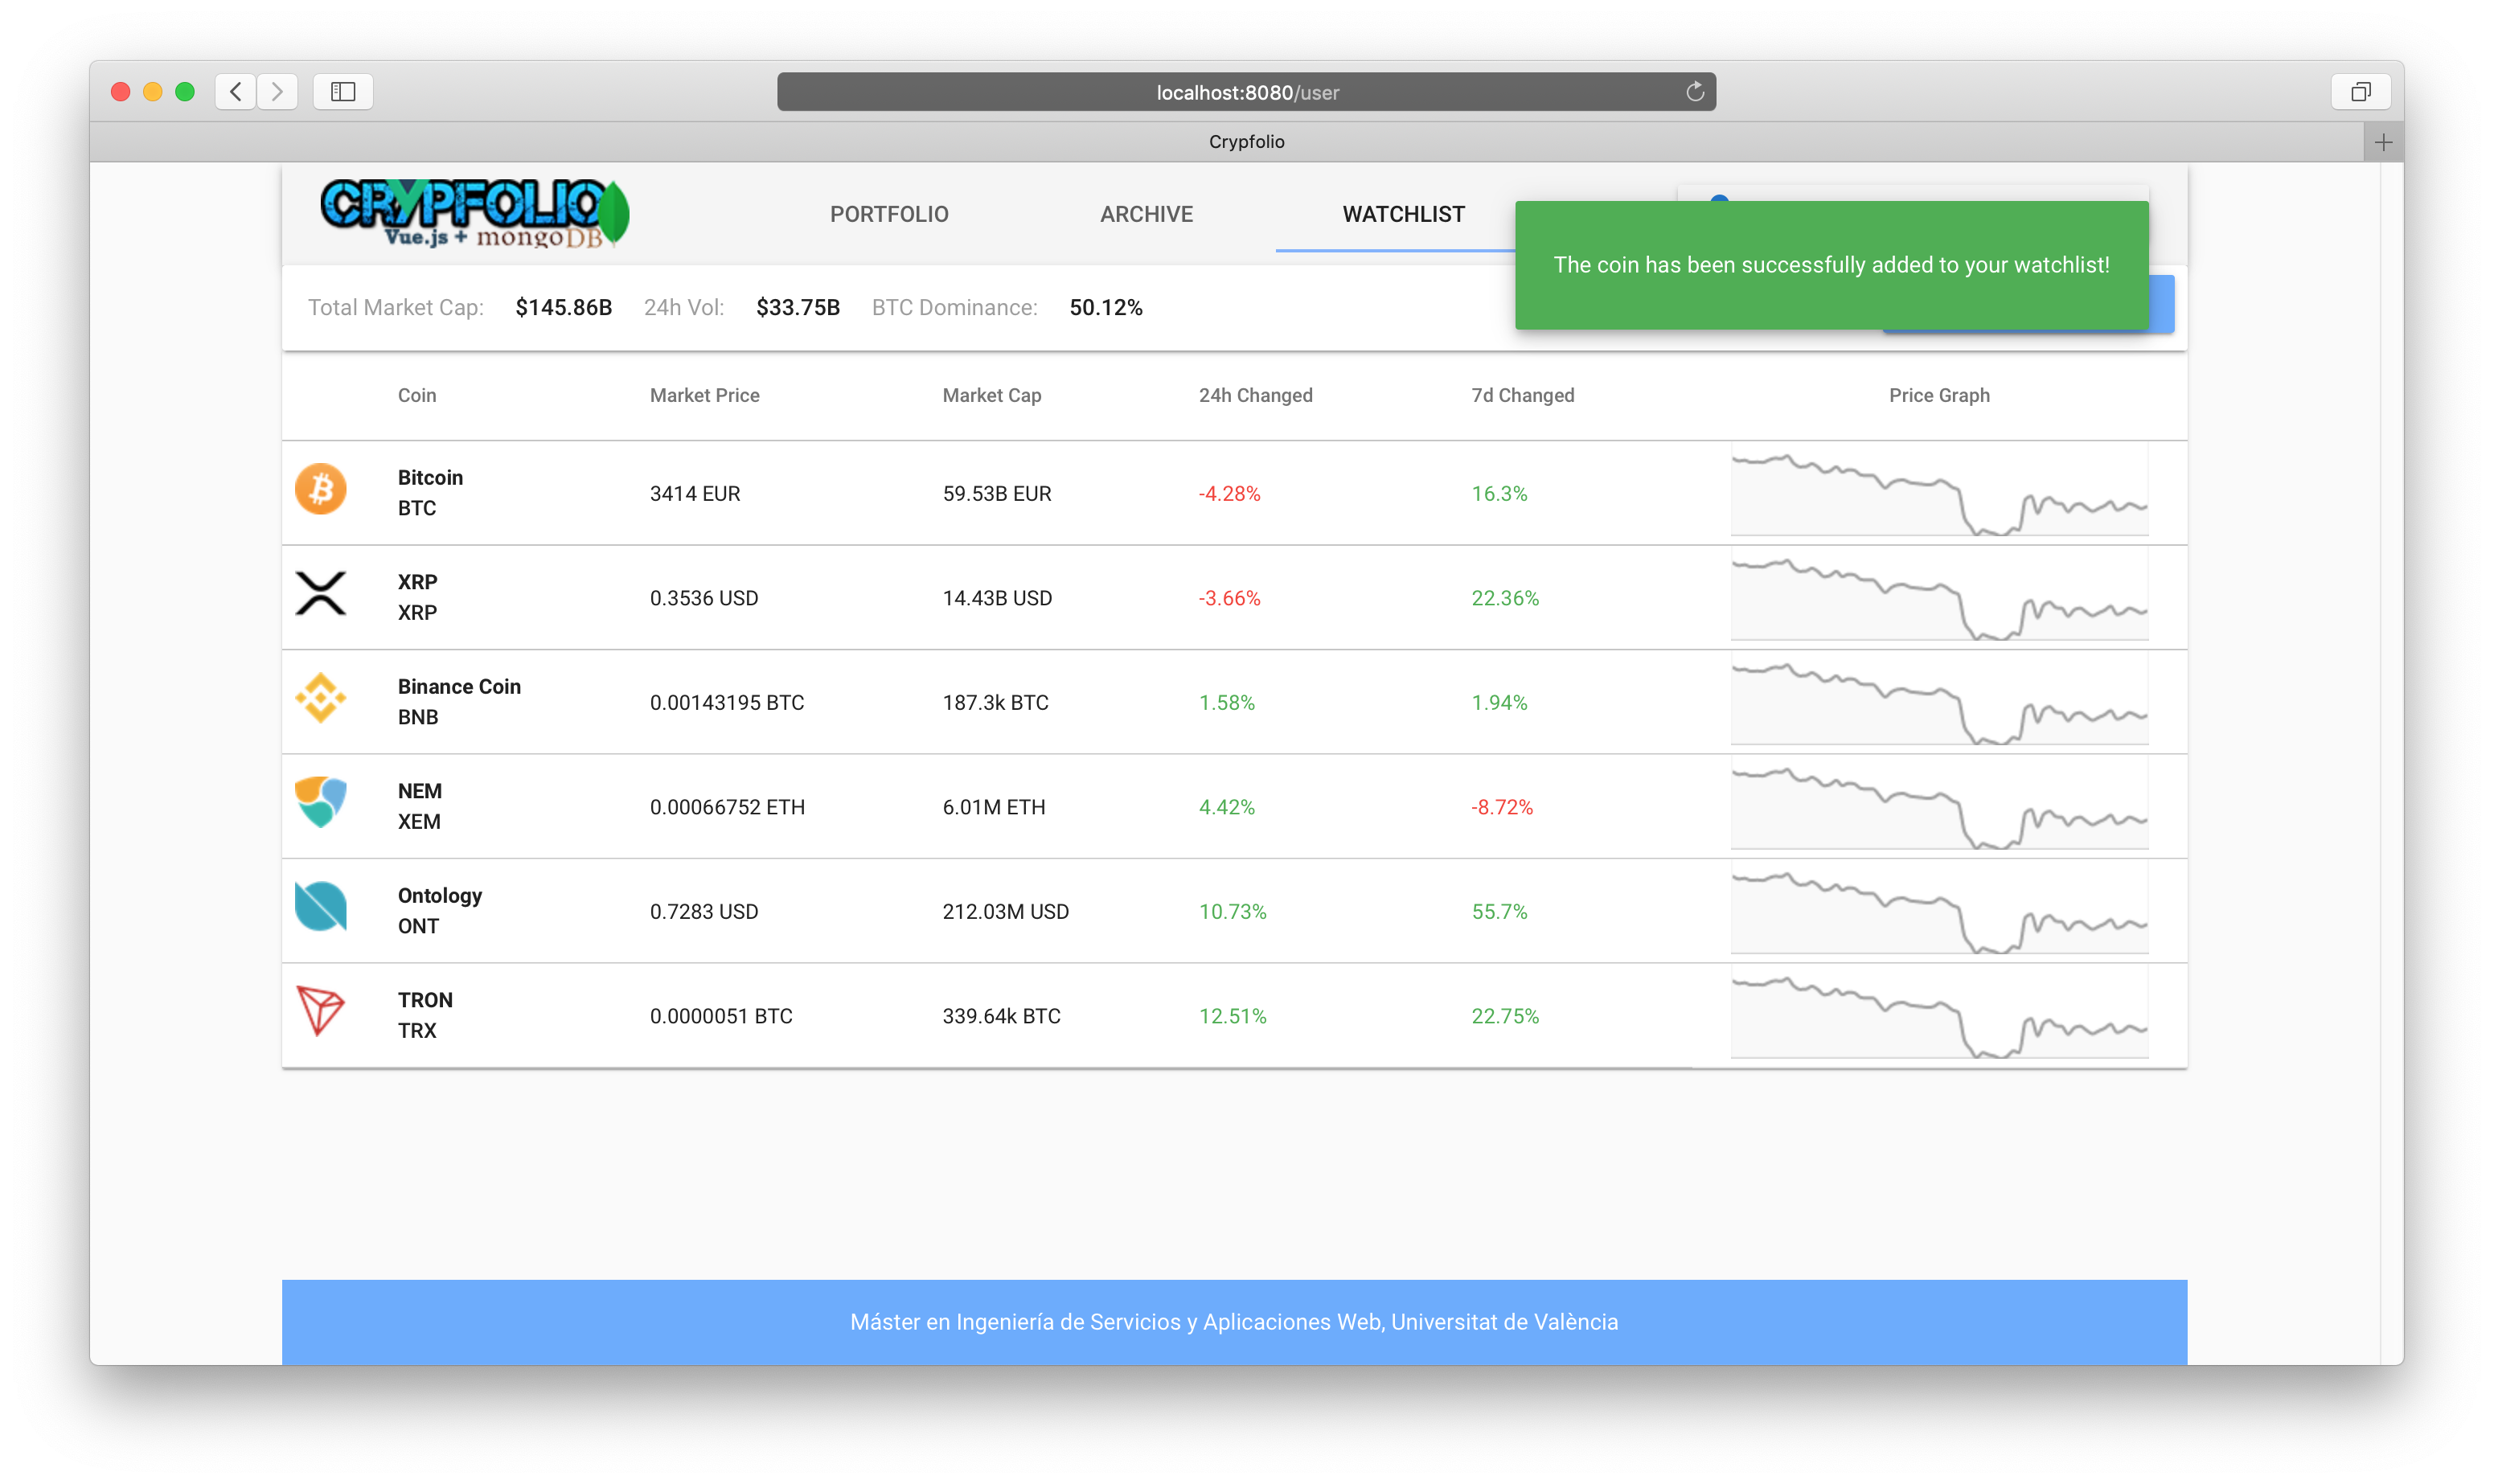 localhost:8080/user
Crypfolio
CRYPFOLIO
Vue.js + mongoDB
PORTFOLIO ARCHIVE WATCHLIST
The coin has been successfully added to your watchlist!
Total Market Cap: $145.86B 24h Vol: $33.75B BTC Dominance: 50.12%
Coin Market Price Market Cap 24h Changed 7d Changed Price Graph
Bitcoin
BTC
3414 EUR 59.53B EUR -4.28% 16.3%
XRP
XRP
0.3536 USD 14.43B USD -3.66% 22.36%
Binance Coin
BNB
0.00143195 BTC 187.3k BTC 1.58% 1.94%
NEM
XEM
0.00066752 ETH 6.01M ETH 4.42% -8.72%
Ontology
ONT
0.7283 USD 212.03M USD 10.73% 55.7%
TRON
TRX
0.0000051 BTC 339.64k BTC 12.51% 22.75%
Máster en Ingeniería de Servicios y Aplicaciones Web, Universitat de València